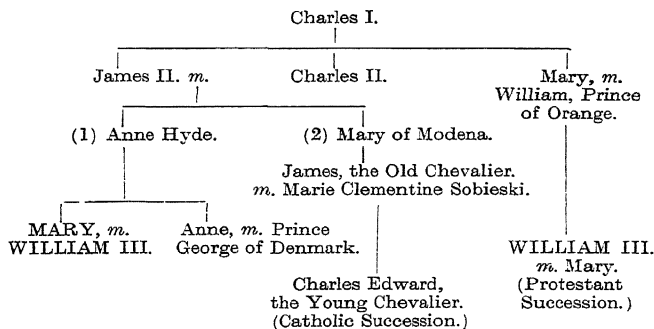 Charles I.
James II. m.
Charles II.
Mary, m.
William, Prince
of Orange.
(1) Anne Hyde.
(2) Mary of Modena.
James, the Old Chevalier.
m. Marie Clementine Sobieski.
MARY, m.
WILLIAM III.
Anne, m. Prince
George of Denmark.
WILLIAM III.
m. Mary.
(Protestant
Succession.)
Charles Edward,
the Young Chevalier.
(Catholic Succession.)